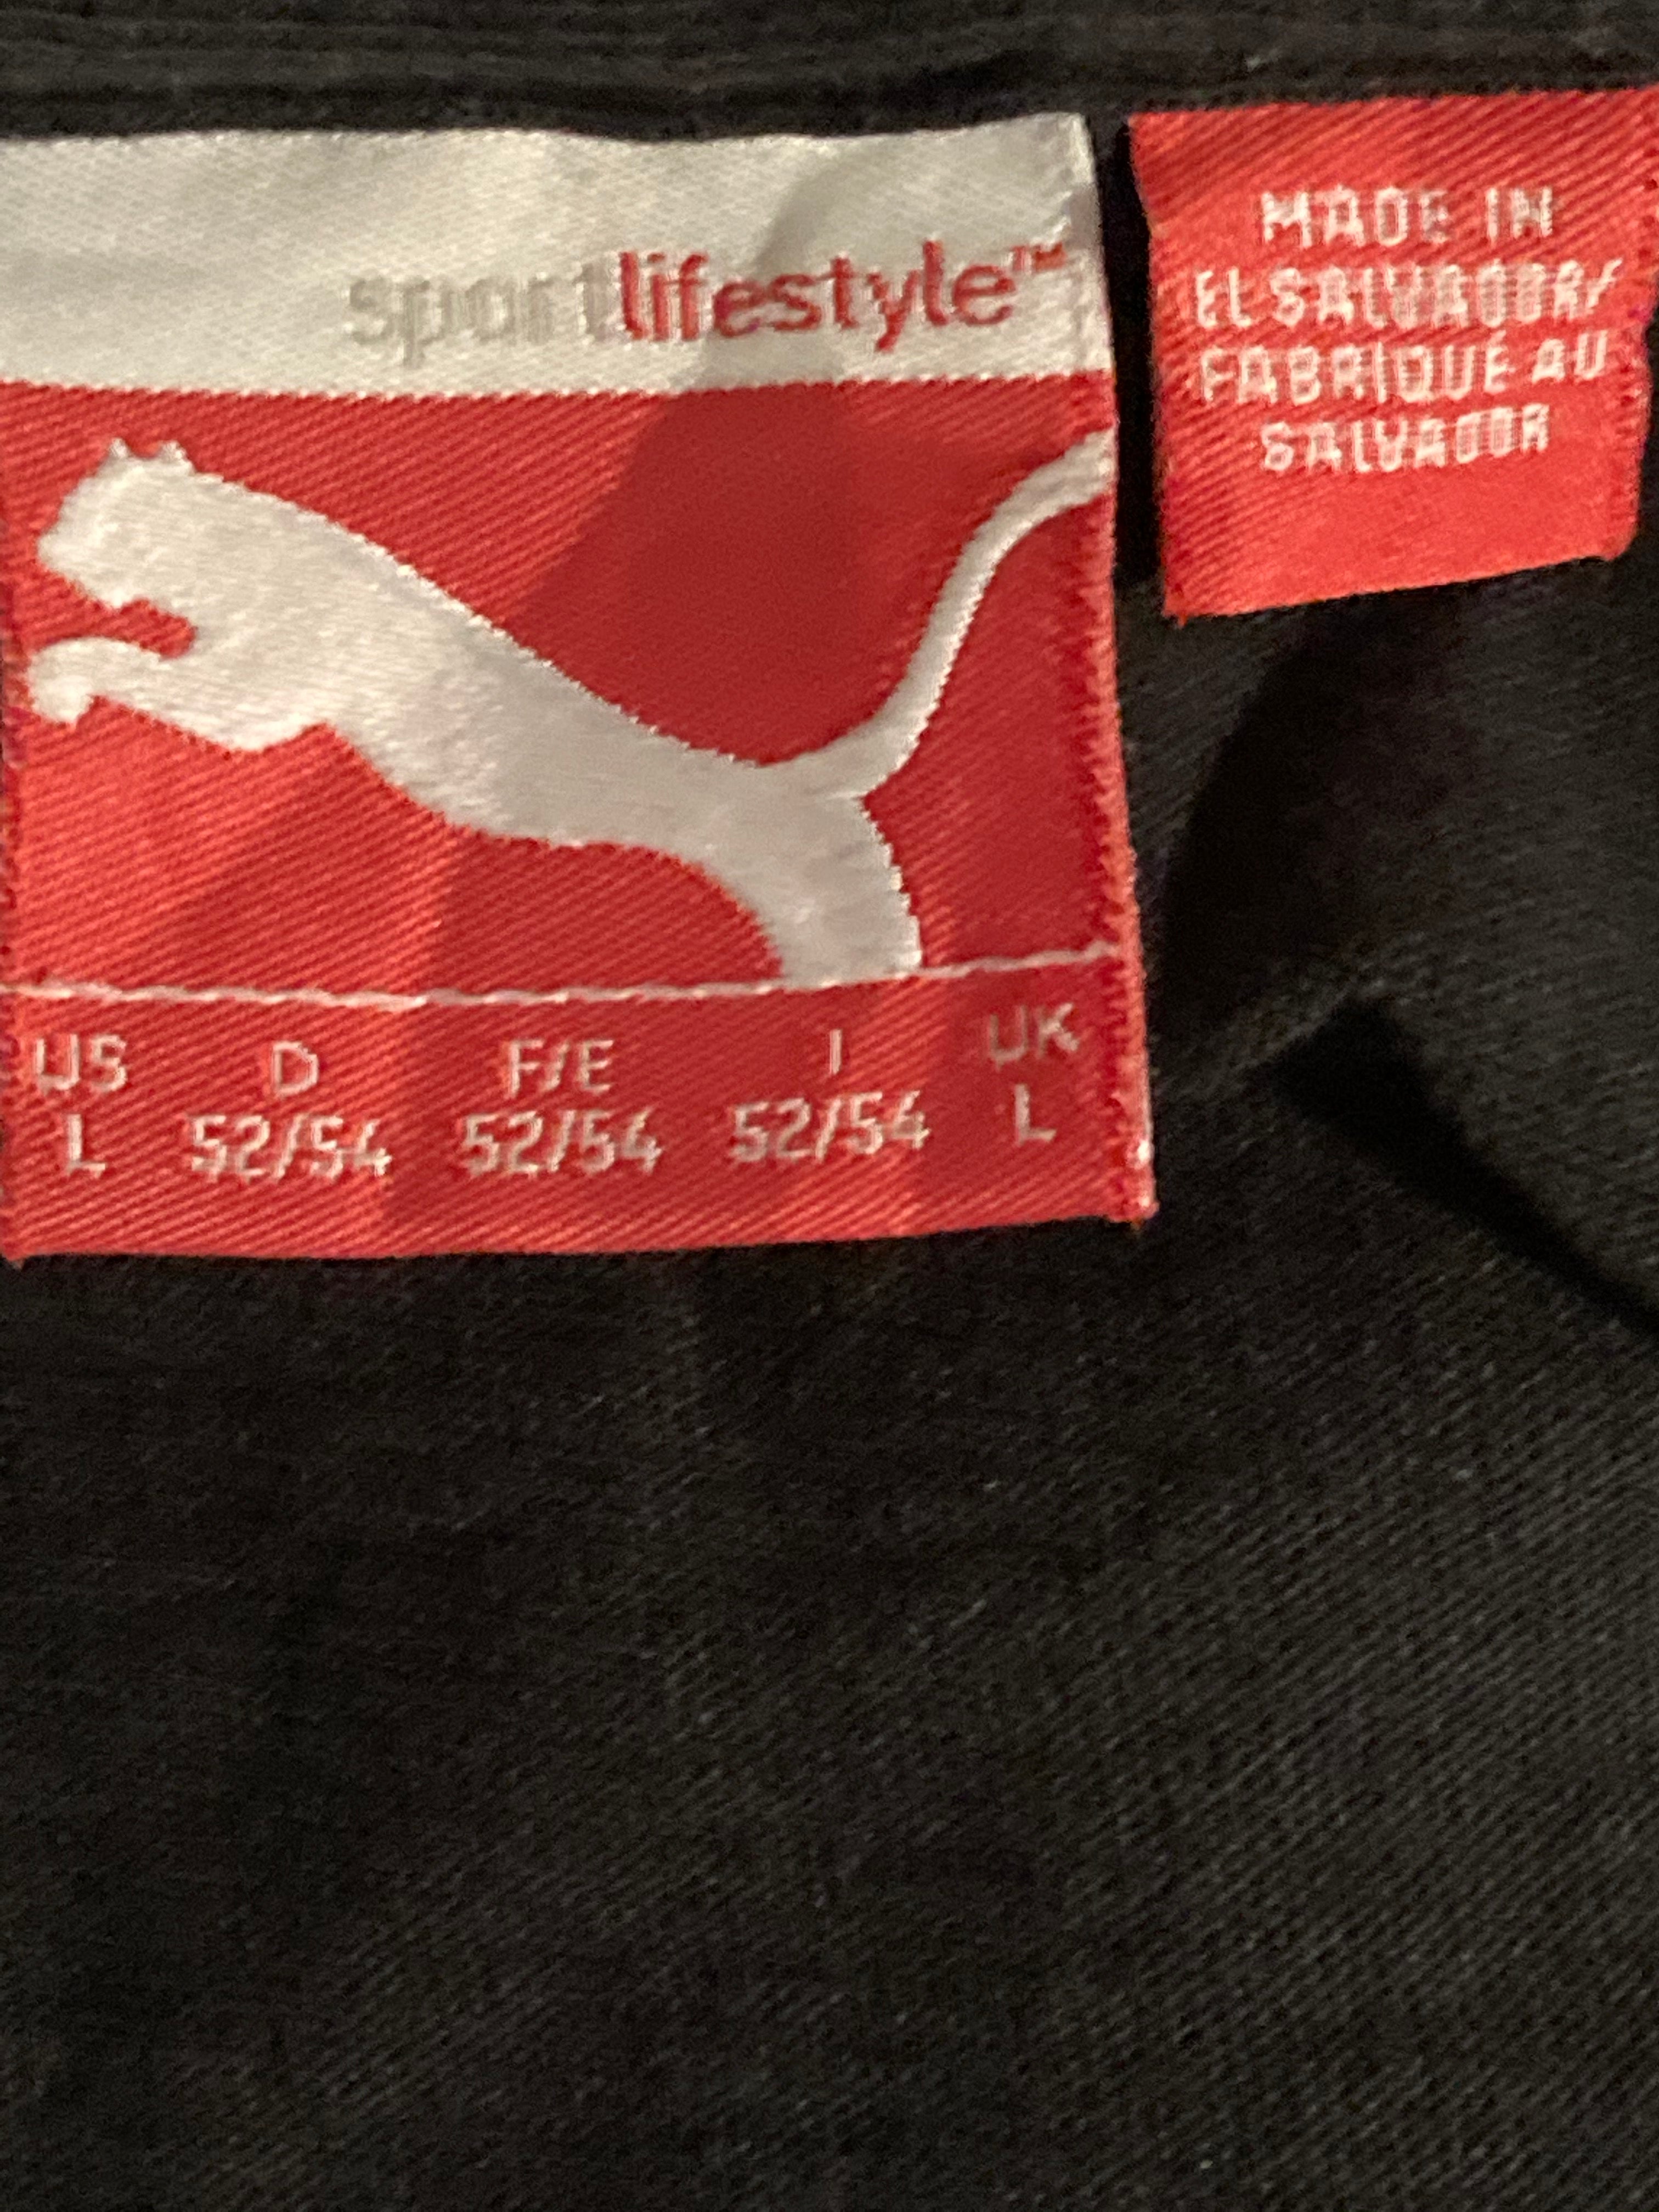 sportlifestyle™
US D F/E I UK
L 52/54 52/54 52/54 L
MADE IN
EL SALVADOR/
FABRIQUÉ AU
SALVADOR